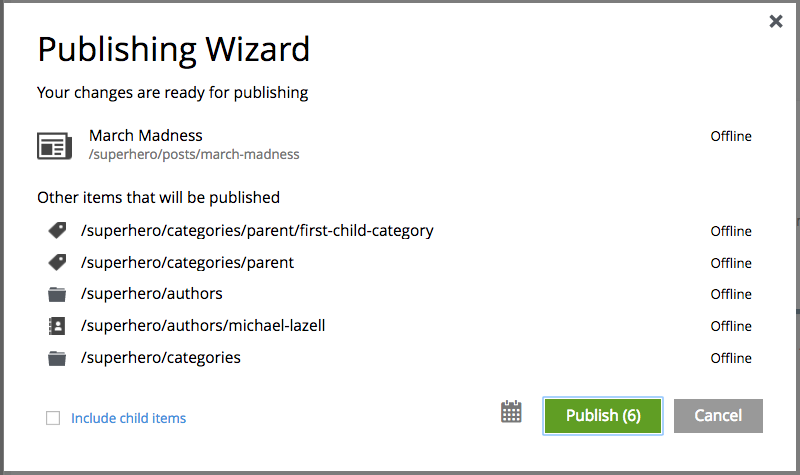 Publishing Wizard
Your changes are ready for publishing
March Madness Offline
/superhero/posts/march-madness
Other items that will be published
/superhero/categories/parent/first-child-category Offline
/superhero/categories/parent Offline
/superhero/authors Offline
/superhero/authors/michael-lazell Offline
/superhero/categories Offline
Include child items Publish (6) Cancel